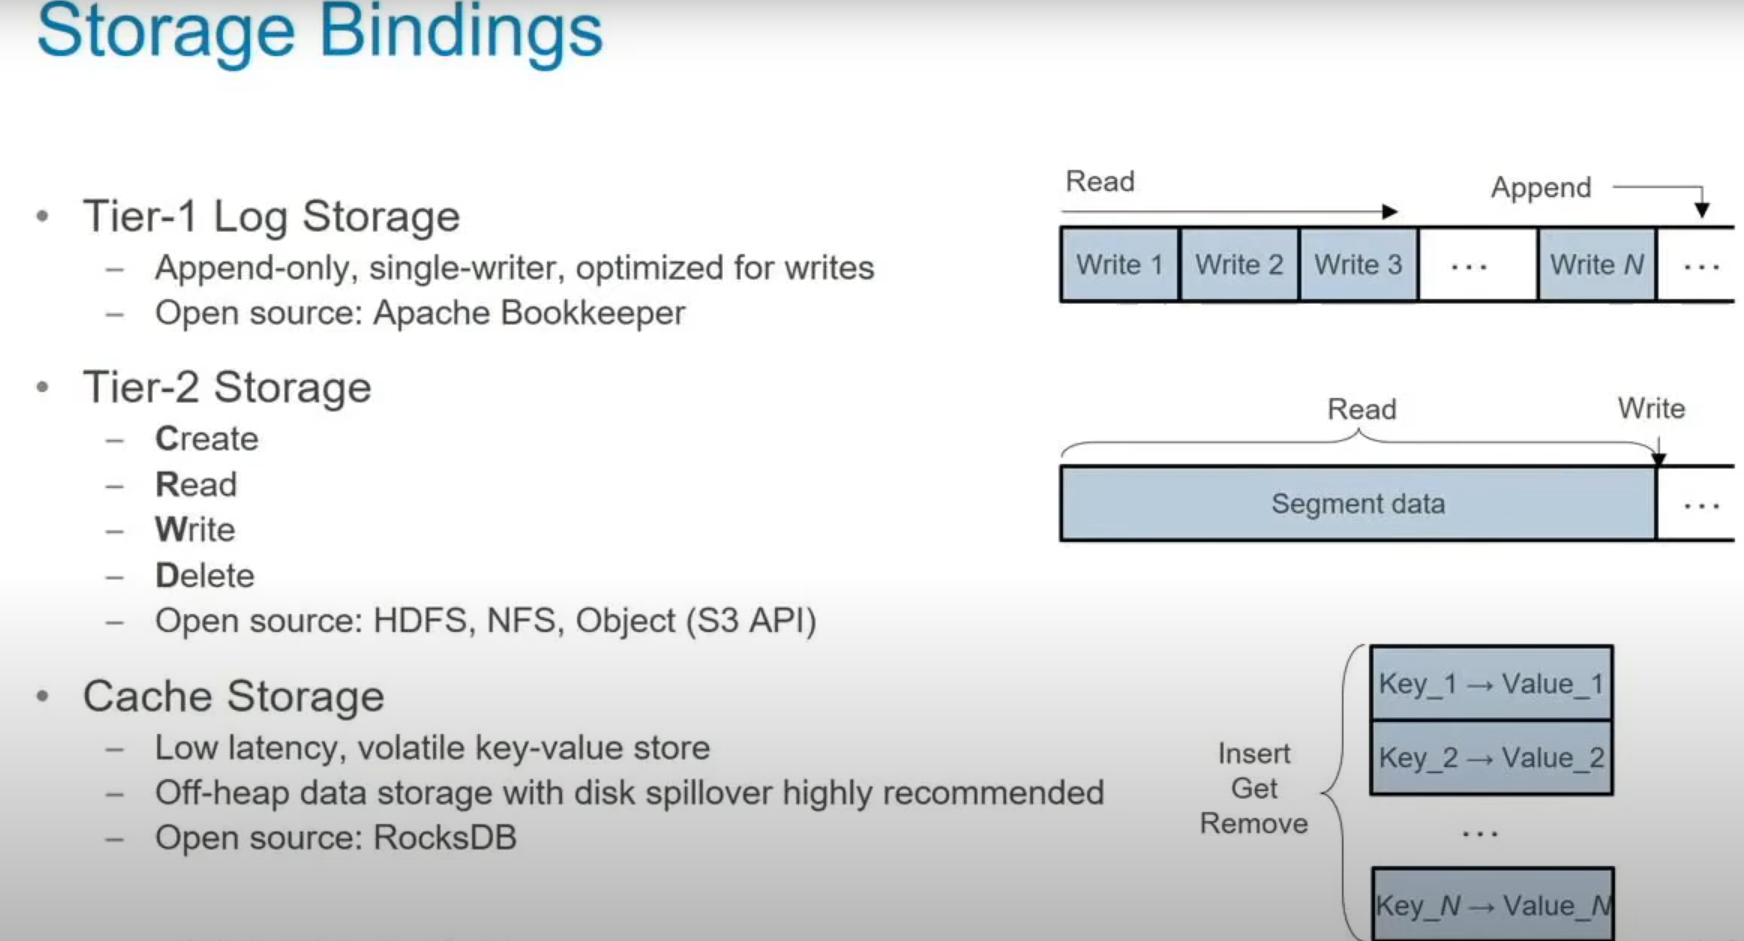 Storage Bindings
• Tier-1 Log Storage
– Append-only, single-writer, optimized for writes
– Open source: Apache Bookkeeper
• Tier-2 Storage
– Create
– Read
– Write
– Delete
– Open source: HDFS, NFS, Object (S3 API)
• Cache Storage
– Low latency, volatile key-value store
– Off-heap data storage with disk spillover highly recommended
– Open source: RocksDB
Read
Append
Write 1 Write 2 Write 3 ... Write N ...
Read
Write
Segment data ...
Insert
Get
Remove
Key_1 → Value_1
Key_2 → Value_2
...
Key_N → Value_N